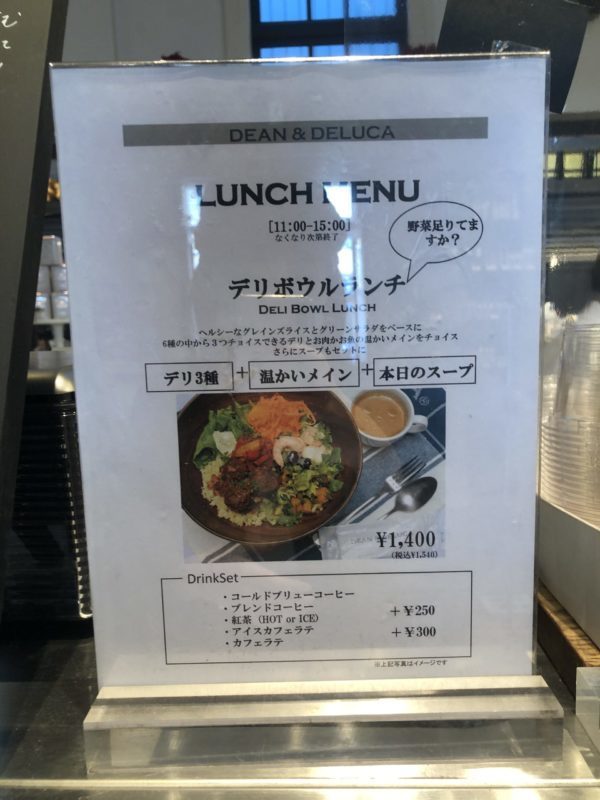 DEAN & DELUCA
LUNCH MENU
[11:00-15:00]
なくなり次第終了
野菜足りてま
すか？
デリボウルランチ
DELI BOWL LUNCH
ヘルシーなグレインズライスとグリーンサラダをベースに
6種の中から３つチョイスできるデリとお肉かお魚の温かいメインをチョイス
さらにスープもセットに
デリ3種 + 温かいメイン + 本日のスープ
¥1,400
(税込¥1,540)
DrinkSet
・コールドブリューコーヒー
・ブレンドコーヒー
・紅茶（HOT or ICE） +¥250
・アイスカフェラテ +¥300
・カフェラテ
※上記写真はイメージです